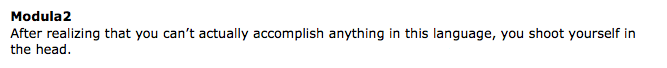 Modula2
After realizing that you can’t actually accomplish anything in this language, you shoot yourself in
the head.